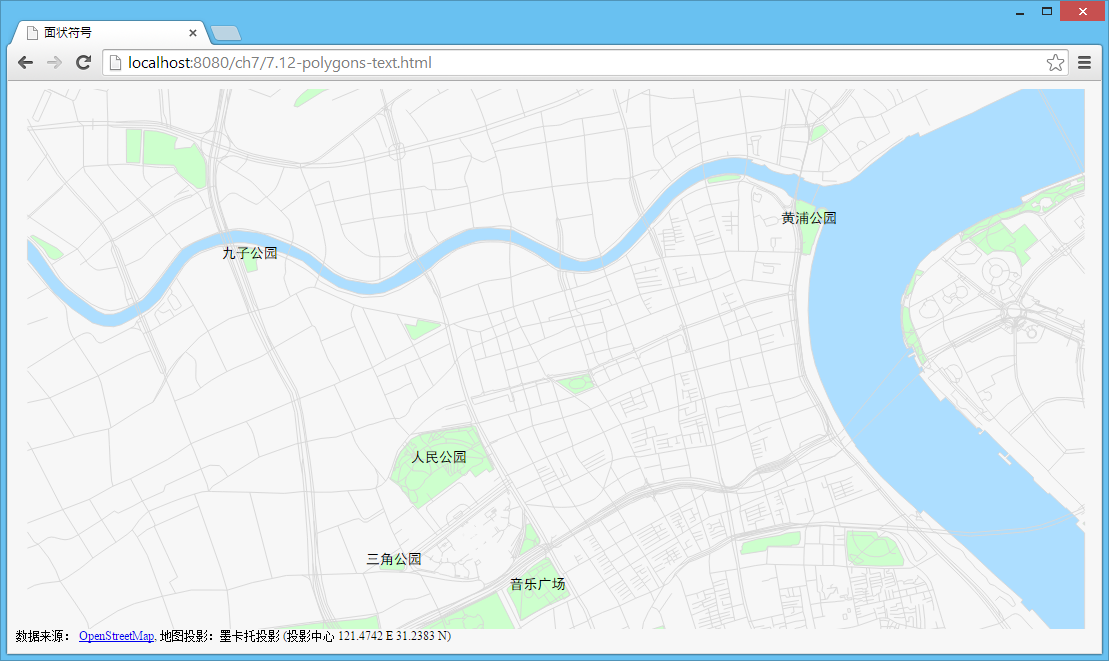 面状符号
localhost:8080/ch7/7.12-polygons-text.html
黄浦公园
九子公园
人民公园
三角公园
音乐广场
数据来源： OpenStreetMap, 地图投影：墨卡托投影 (投影中心 121.4742 E 31.2383 N)